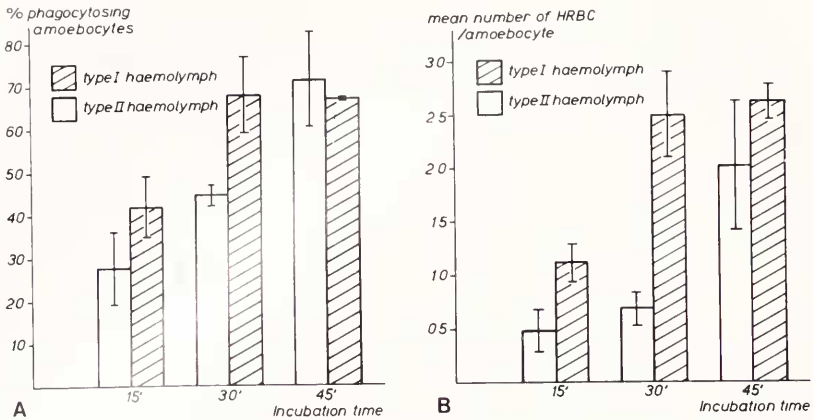 % phagocytosing
amoebocytes
80
70
60
50
40
30
20
10
type I haemolymph
type II haemolymph
15'
30'
45'
Incubation time
A
mean number of HRBC
/amoebocyte
3.0
2.5
2.0
1.5
1.0
0.5
type I haemolymph
type II haemolymph
15'
30'
45'
Incubation time
B